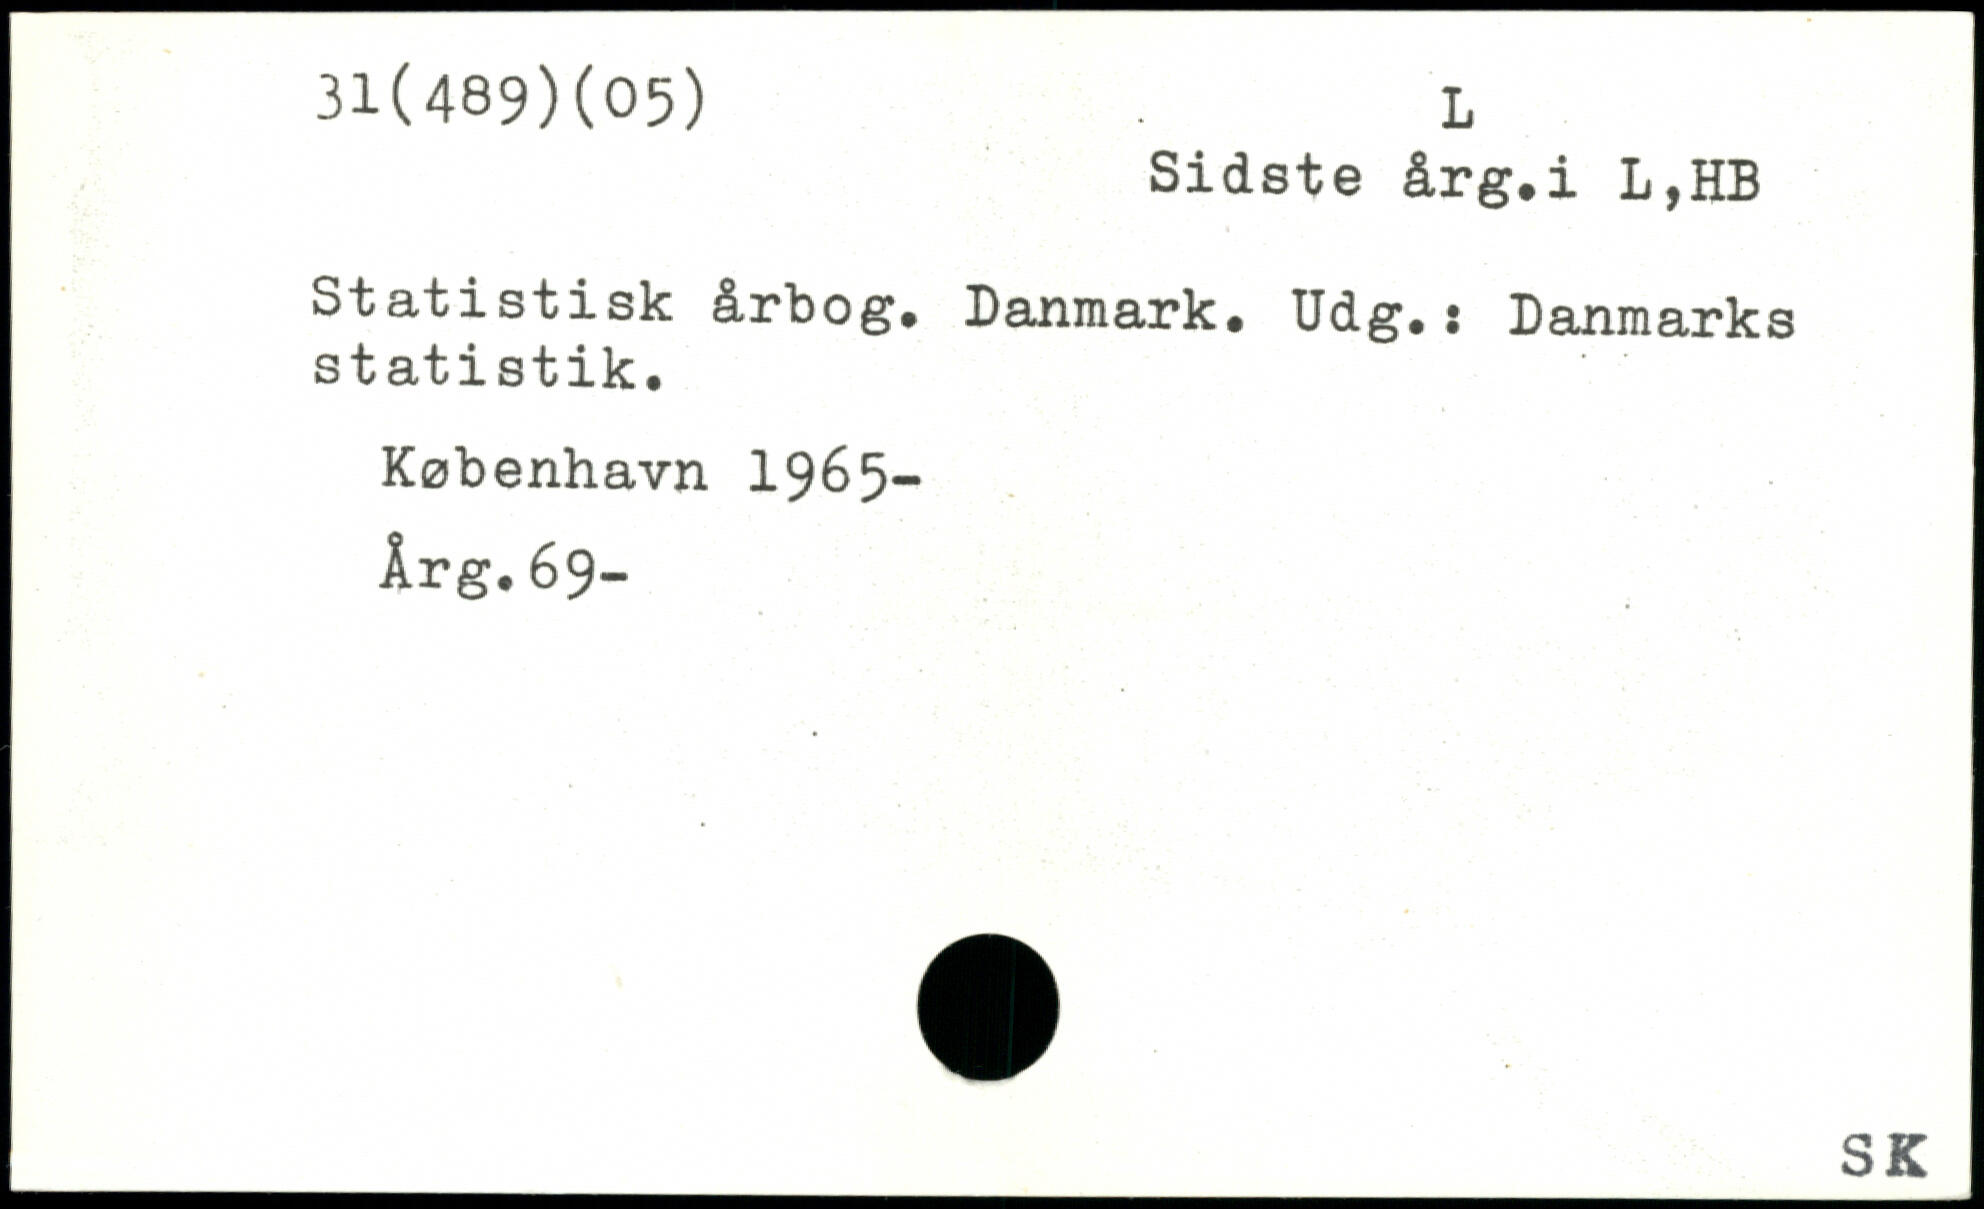 31(489)(05)
L
Sidste årg.i L,HB
Statistisk årbog. Danmark. Udg.: Danmarks
statistik.
København 1965-
Årg.69-
SK